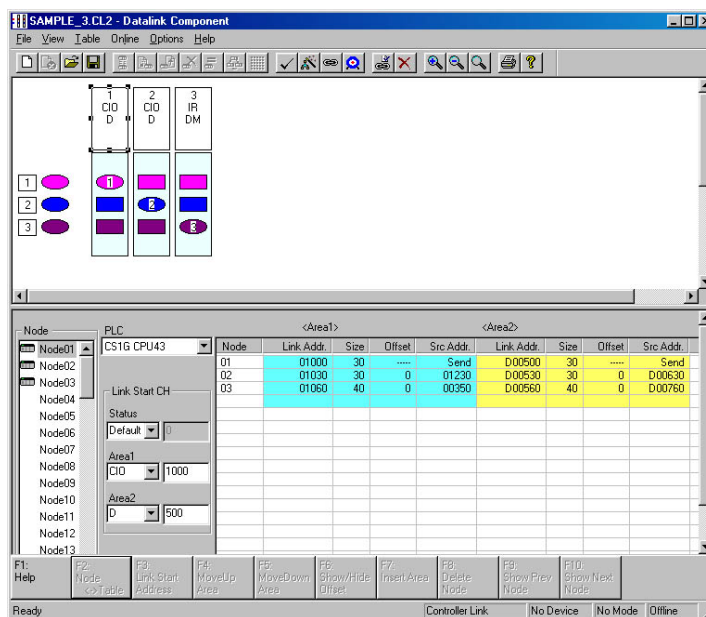 SAMPLE_3.CL2 - Datalink Component
File View Table Online Options Help
1 2 3
CIO CIO IR
D D DM
1 1
2 2
3 3
<Area1> <Area2>
Node PLC
CS1G CPU43
Node Link Addr. Size Offset Src Addr. Link Addr. Size Offset Src Addr.
01 01000 30 ----- Send D00500 30 ----- Send
02 01030 30 0 01230 D00530 30 0 D00630
03 01060 40 0 00350 D00560 40 0 D00760
Node01
Node02
Node03
Node04
Node05
Node06
Node07
Node08
Node09
Node10
Node11
Node12
Node13
Link Start CH
Status
Default 0
Area1
CIO 1000
Area2
D 500
F1: Help
F2: Node <->Table
F3: Link Start Address
F4: MoveUp Area
F5: MoveDown Area
F6: Show/Hide Offset
F7: Insert Area
F8: Delete Node
F9: Show Prev Node
F10: Show Next Node
Ready Controller Link No Device No Mode Offline